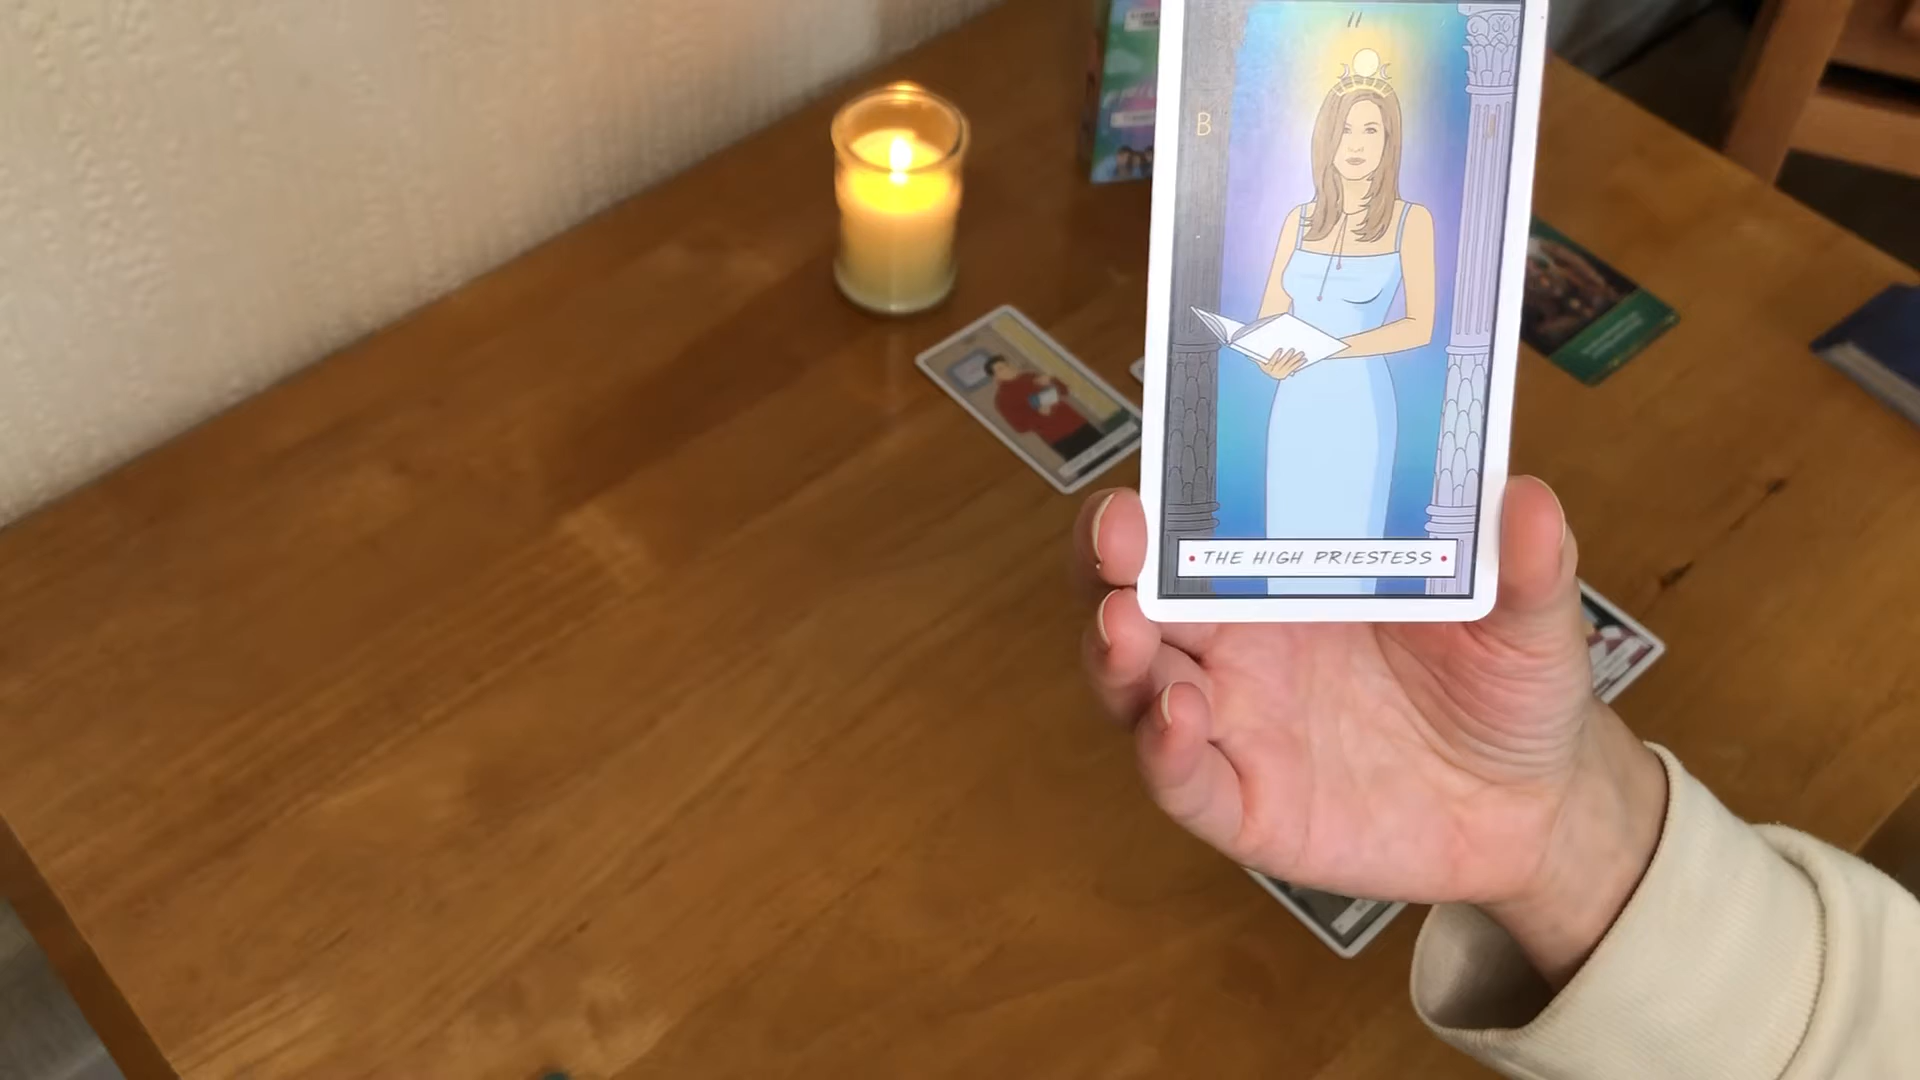 II
B
J
• THE HIGH PRIESTESS •